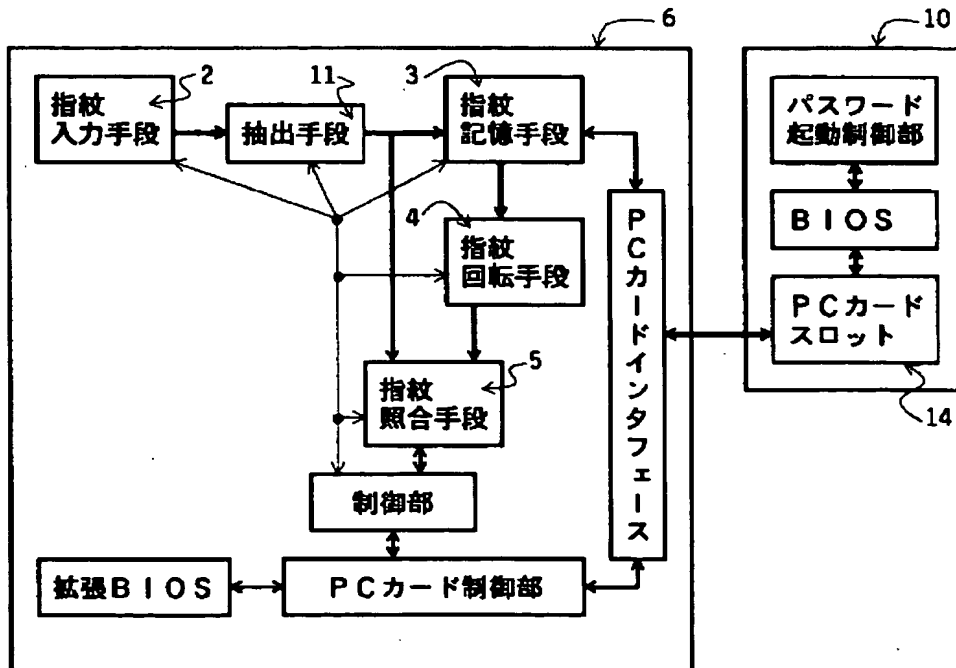 6
10
2
指紋
入力手段
11
抽出手段
3
指紋
記憶手段
4
指紋
回転手段
5
指紋
照合手段
制御部
拡張BIOS
PCカード制御部
PCカードインタフェース
パスワード
起動制御部
BIOS
PCカード
スロット
14